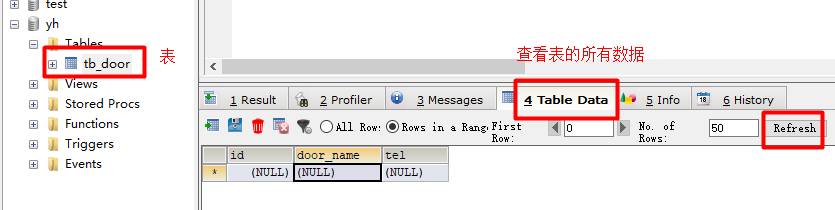 test
yh
Tables
tb_door
表
Views
Stored Procs
Functions
Triggers
Events
查看表的所有数据
1 Result
2 Profiler
3 Messages
4 Table Data
5 Info
6 History
All Row:
Rows in a Rang
First Row:
0
No. of Rows:
50
Refresh
id door_name tel
* (NULL) (NULL) (NULL)